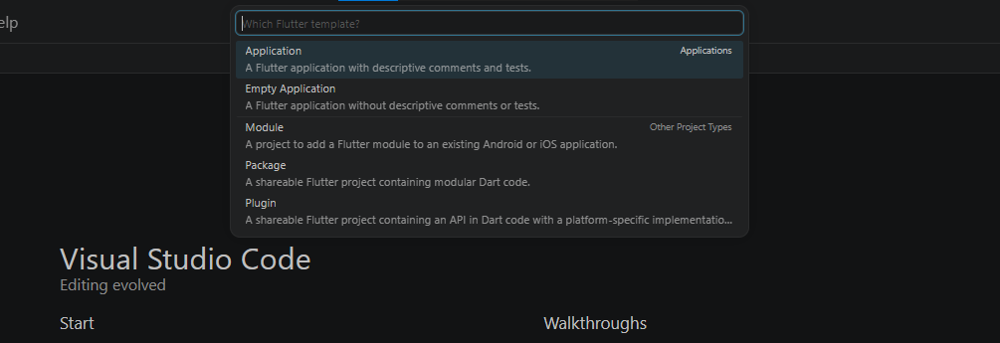 elp
Which Flutter template?
Application Applications
A Flutter application with descriptive comments and tests.
Empty Application
A Flutter application without descriptive comments or tests.
Module Other Project Types
A project to add a Flutter module to an existing Android or iOS application.
Package
A shareable Flutter project containing modular Dart code.
Plugin
A shareable Flutter project containing an API in Dart code with a platform-specific implementatio...
Visual Studio Code
Editing evolved
Start Walkthroughs